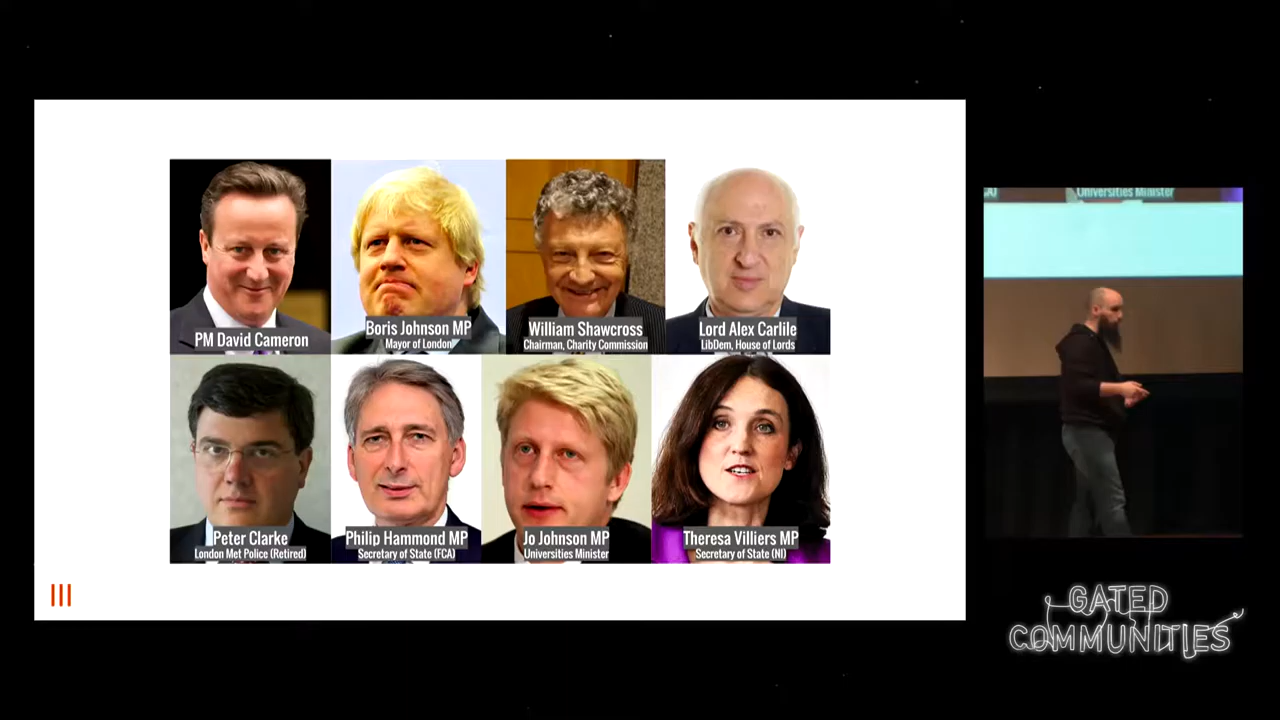 PM David Cameron
Boris Johnson MP
Mayor of London
William Shawcross
Chairman, Charity Commission
Lord Alex Carlile
LibDem, House of Lords
Peter Clarke
London Met Police (Retired)
Philip Hammond MP
Secretary of State (FCA)
Jo Johnson MP
Universities Minister
Theresa Villiers MP
Secretary of State (NI)
Universities Minister
GATED
COMMUNITIES